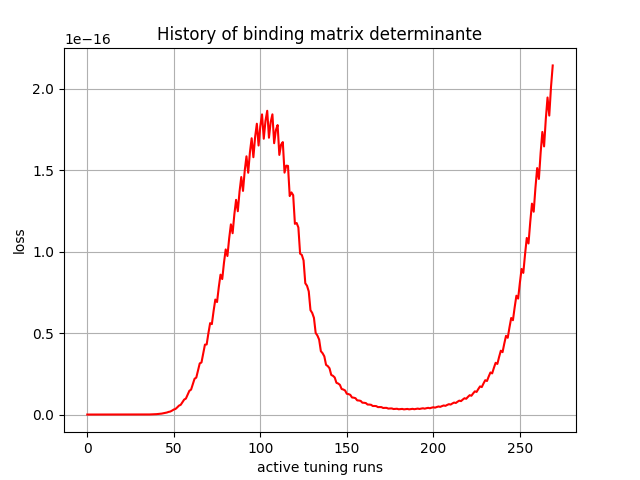 History of binding matrix determinante
1e−16
2.0
1.5
1.0
0.5
0.0
loss
0 50 100 150 200 250
active tuning runs